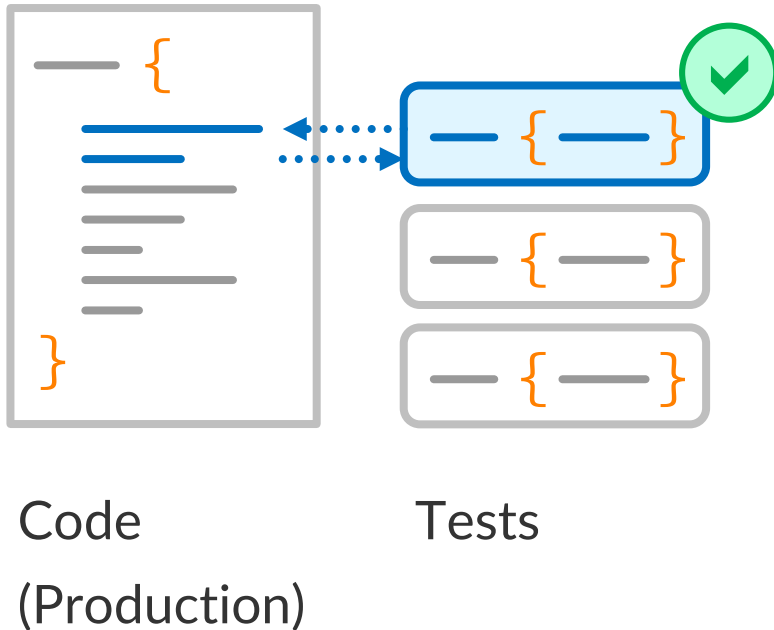 {
}
{ }
{ }
{ }
Code
(Production)
Tests